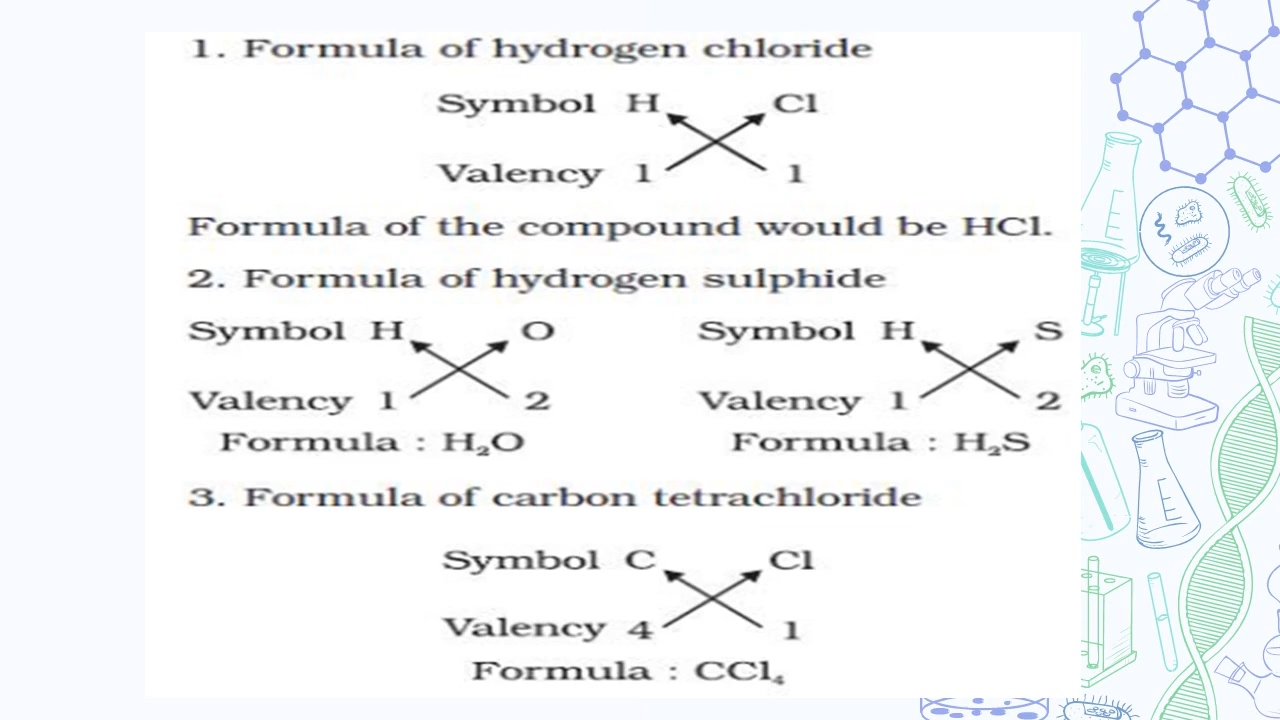 1. Formula of hydrogen chloride
Symbol H Cl
Valency 1 1
Formula of the compound would be HCl.
2. Formula of hydrogen sulphide
Symbol H O Symbol H S
Valency 1 2 Valency 1 2
Formula : H₂O Formula : H₂S
3. Formula of carbon tetrachloride
Symbol C Cl
Valency 4 1
Formula : CCl₄